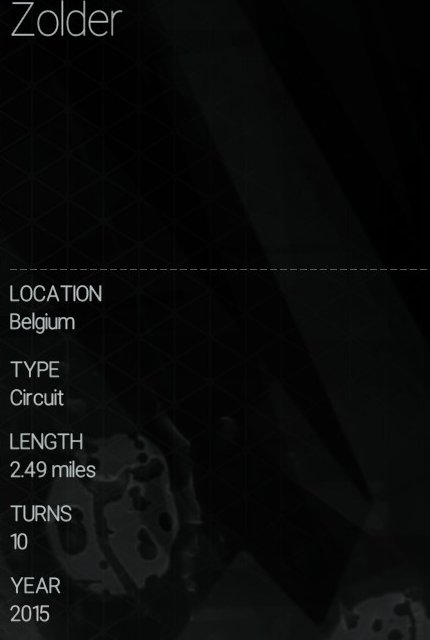 Zolder
LOCATION
Belgium
TYPE
Circuit
LENGTH
2.49 miles
TURNS
10
YEAR
2015